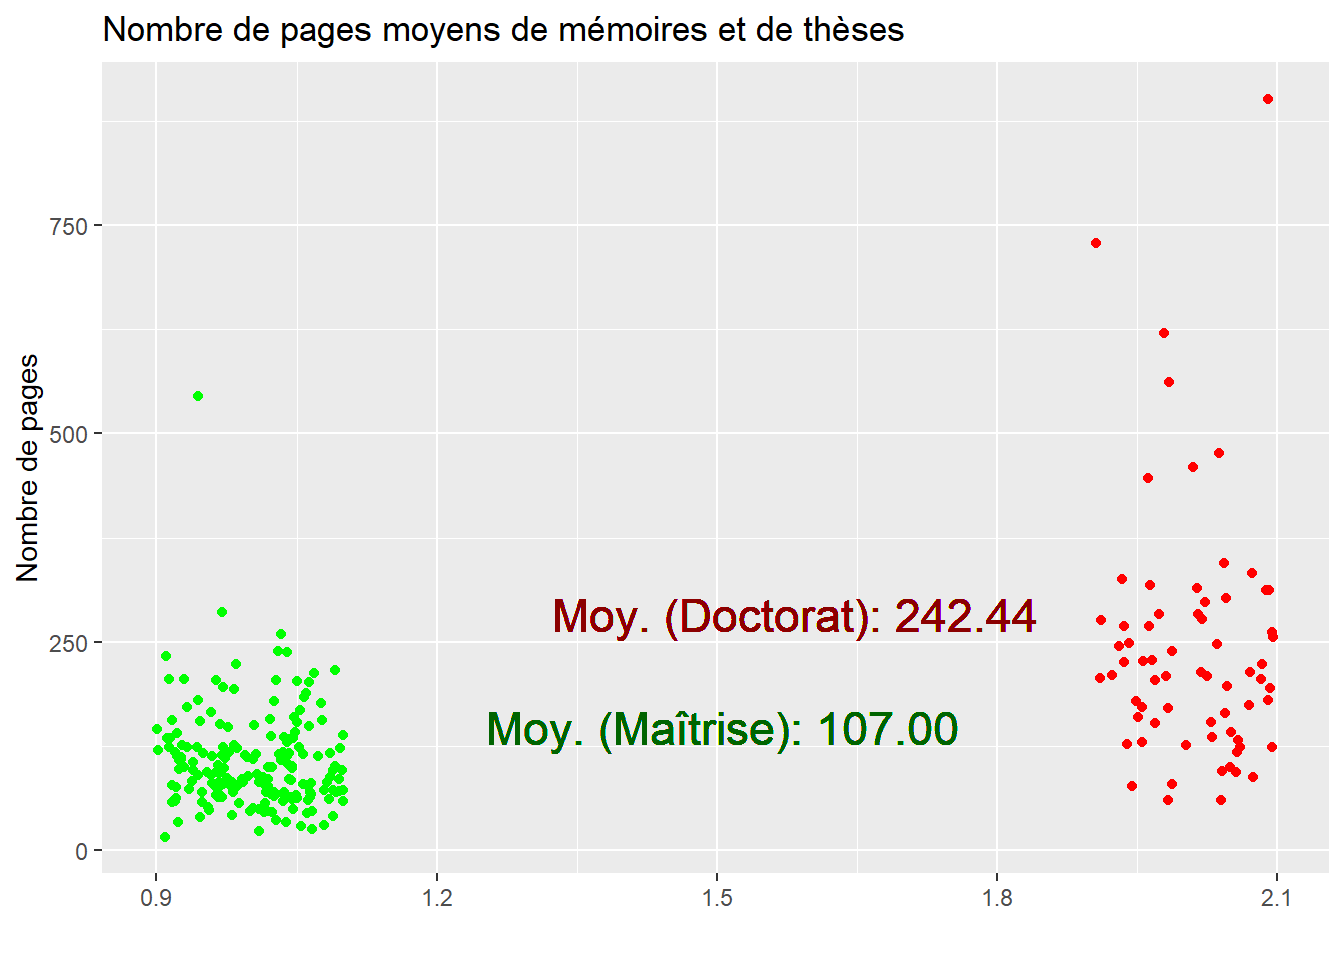 Nombre de pages moyens de mémoires et de thèses
Nombre de pages
750
500
250
0
Moy. (Doctorat): 242.44
Moy. (Maîtrise): 107.00
0.9 1.2 1.5 1.8 2.1